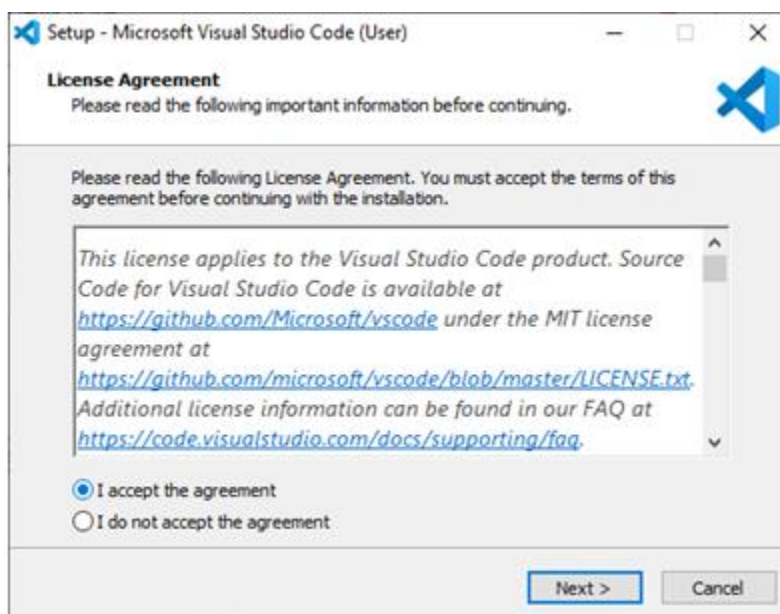 Setup - Microsoft Visual Studio Code (User)
License Agreement
Please read the following important information before continuing.
Please read the following License Agreement. You must accept the terms of this
agreement before continuing with the installation.
This license applies to the Visual Studio Code product. Source
Code for Visual Studio Code is available at
https://github.com/Microsoft/vscode under the MIT license
agreement at
https://github.com/microsoft/vscode/blob/master/LICENSE.txt.
Additional license information can be found in our FAQ at
https://code.visualstudio.com/docs/supporting/faq.
I accept the agreement
I do not accept the agreement
Next > Cancel